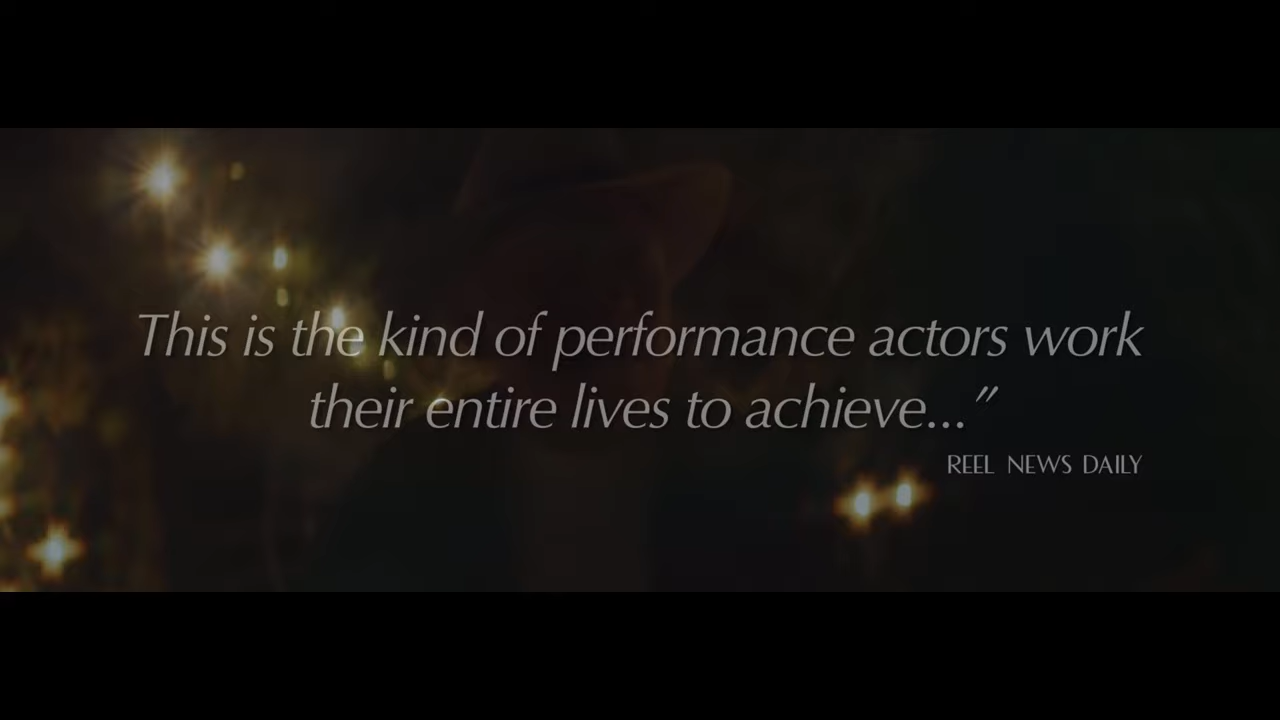 This is the kind of performance actors work
their entire lives to achieve...”
REEL NEWS DAILY